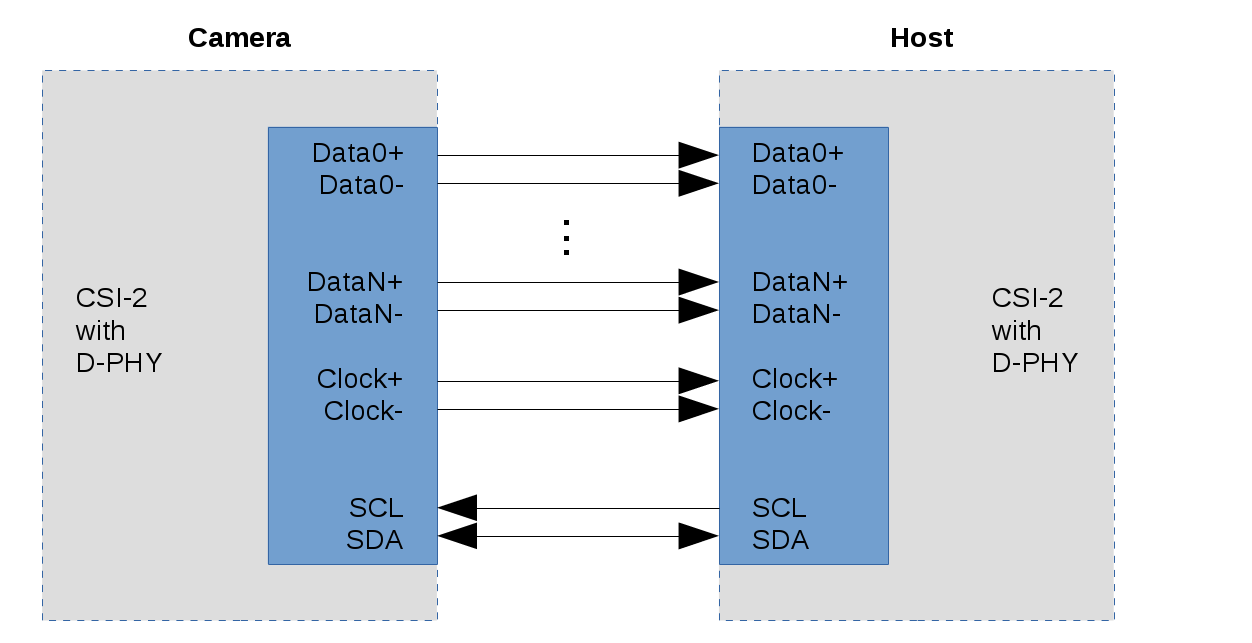 Camera
Host
CSI-2
with
D-PHY
Data0+
Data0-
DataN+
DataN-
Clock+
Clock-
SCL
SDA
Data0+
Data0-
DataN+
DataN-
Clock+
Clock-
SCL
SDA
CSI-2
with
D-PHY